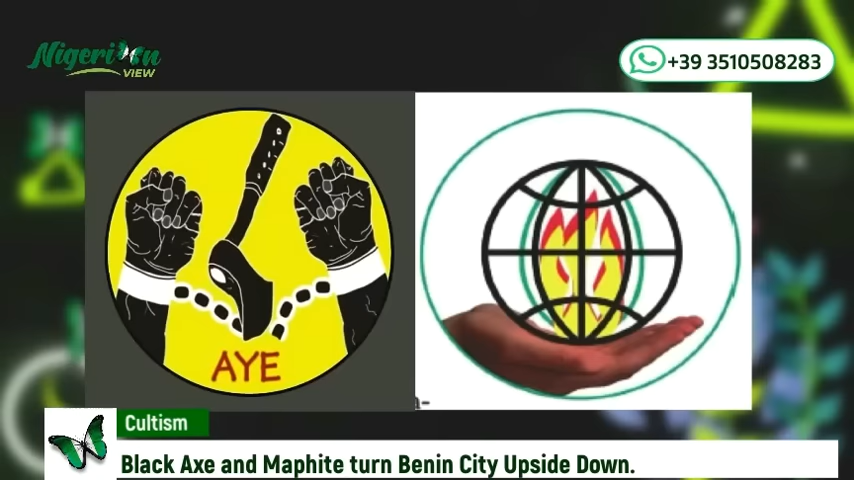 Nigerian
VIEW
+39 3510508283
AYE
Cultism
Black Axe and Maphite turn Benin City Upside Down.